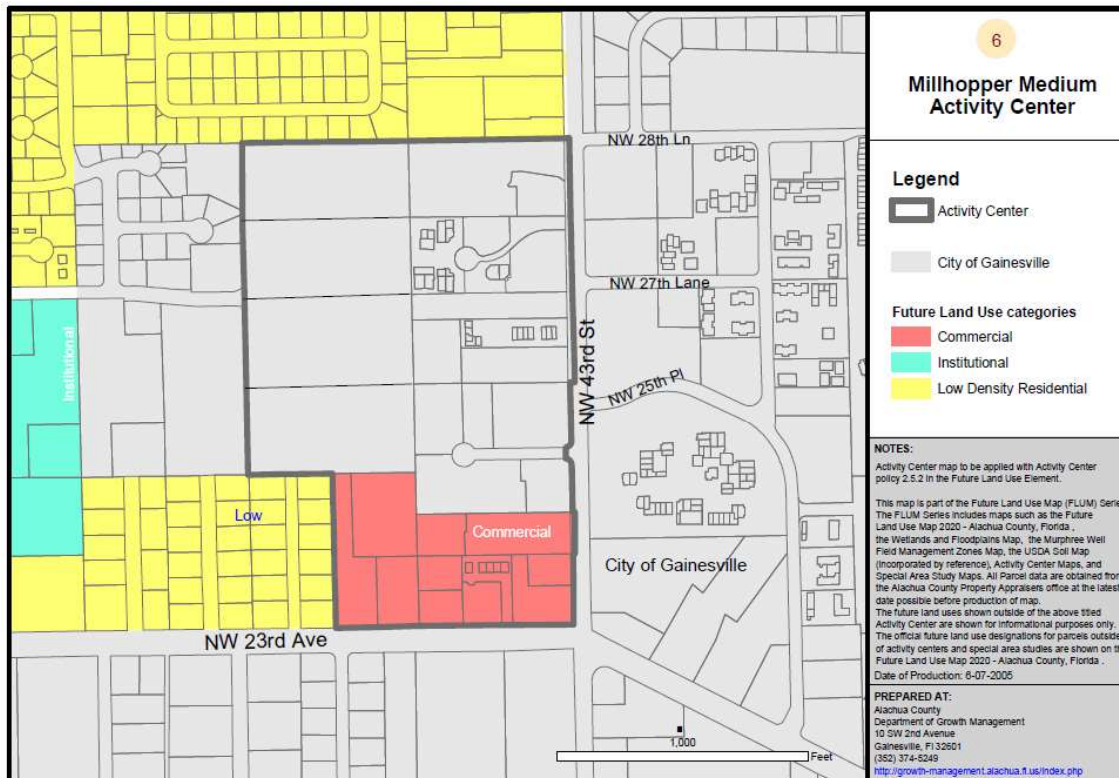 6
Millhopper Medium
Activity Center
Legend
Activity Center
City of Gainesville
Future Land Use categories
Commercial
Institutional
Low Density Residential
NOTES:
Activity Center map to be applied with Activity Center
policy 2.5.2 in the Future Land Use Element.
This map is part of the Future Land Use Map (FLUM) Serie
The FLUM Series includes maps such as the Future
Land Use Map 2020 - Alachua County, Florida ,
the Wetlands and Floodplains Map, the Murphree Well
Field Management Zones Map, the USDA Soil Map
(incorporated by reference), Activity Center Maps, and
Special Area Study Maps. All Parcel data are obtained from
the Alachua County Property Appraisers office at the latest
date possible before production of map.
The future land uses shown outside of the above titled
Activity Center are shown for informational purposes only.
The official future land use designations for parcels outside
of activity centers and special area studies are shown on th
Future Land Use Map 2020 - Alachua County, Florida .
Date of Production: 6-07-2005
PREPARED AT:
Alachua County
Department of Growth Management
10 SW 2nd Avenue
Gainesville, Fl 32601
(352) 374-5249
http://growth-management.alachua.fl.us/index.php
NW 28th Ln
NW 27th Lane
NW 43rd St
NW 25th Pl
Institutional
Low
Commercial
City of Gainesville
NW 23rd Ave
1,000
Feet